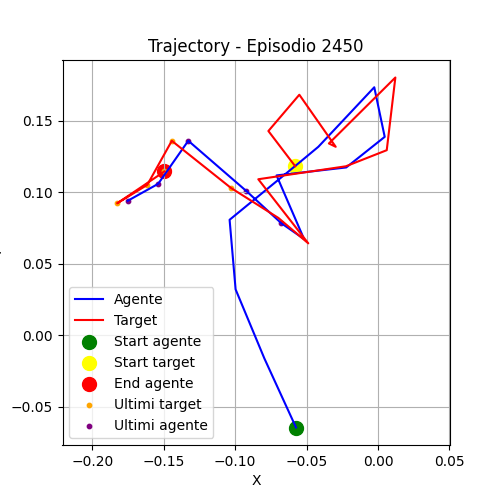 Trajectory - Episodio 2450
0.15
0.10
0.05
0.00
−0.05
Agente
Target
Start agente
Start target
End agente
Ultimi target
Ultimi agente
−0.20 −0.15 −0.10 −0.05 0.00 0.05
X